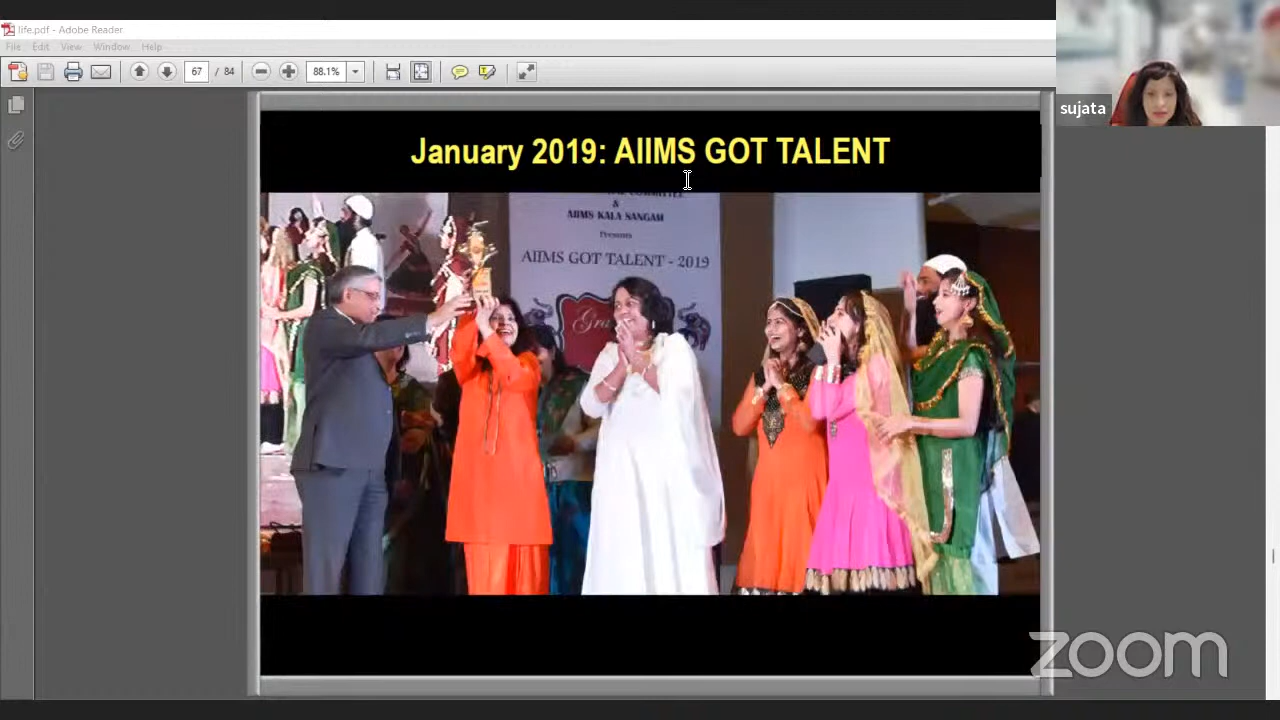 life.pdf - Adobe Reader
File Edit View Window Help
67 / 84
88.1%
sujata
January 2019: AIIMS GOT TALENT
&
AIIMS KALA SANGAM
Presents
AIIMS GOT TALENT - 2019
zoom